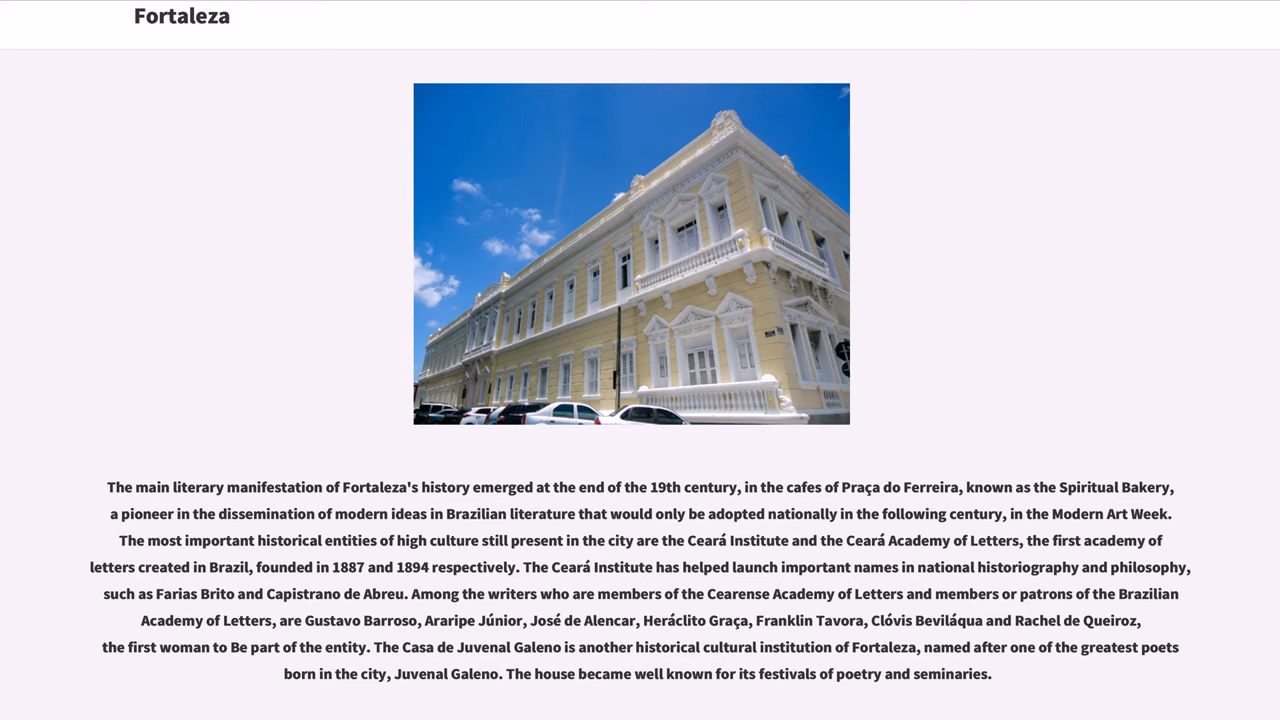 Fortaleza
The main literary manifestation of Fortaleza's history emerged at the end of the 19th century, in the cafes of Praça do Ferreira, known as the Spiritual Bakery,
a pioneer in the dissemination of modern ideas in Brazilian literature that would only be adopted nationally in the following century, in the Modern Art Week.
The most important historical entities of high culture still present in the city are the Ceará Institute and the Ceará Academy of Letters, the first academy of
letters created in Brazil, founded in 1887 and 1894 respectively. The Ceará Institute has helped launch important names in national historiography and philosophy,
such as Farias Brito and Capistrano de Abreu. Among the writers who are members of the Cearense Academy of Letters and members or patrons of the Brazilian
Academy of Letters, are Gustavo Barroso, Araripe Júnior, José de Alencar, Heráclito Graça, Franklin Tavora, Clóvis Beviláqua and Rachel de Queiroz,
the first woman to Be part of the entity. The Casa de Juvenal Galeno is another historical cultural institution of Fortaleza, named after one of the greatest poets
born in the city, Juvenal Galeno. The house became well known for its festivals of poetry and seminaries.